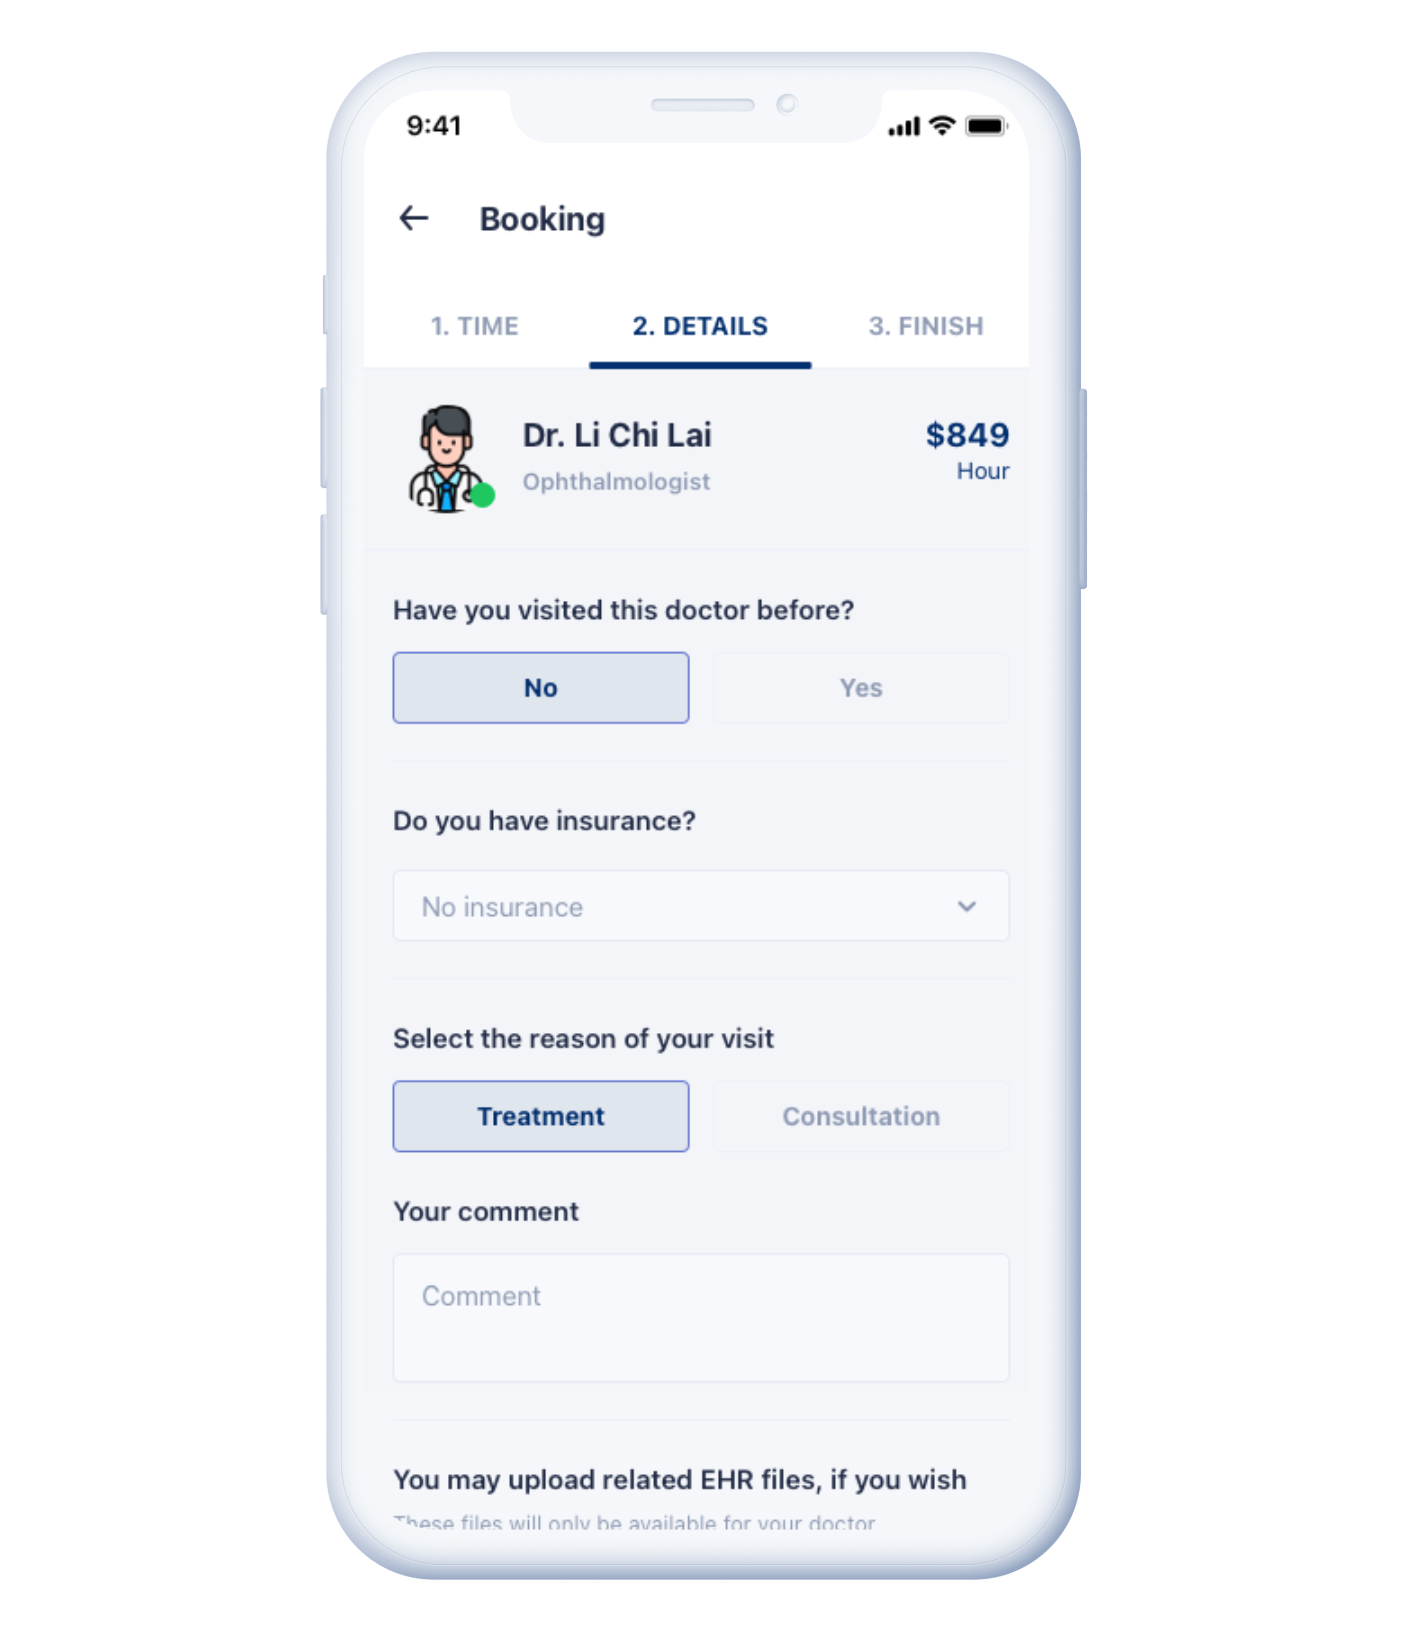 9:41
Booking
1. TIME
2. DETAILS
3. FINISH
Dr. Li Chi Lai
$849
Ophthalmologist
Hour
Have you visited this doctor before?
No
Yes
Do you have insurance?
No insurance
Select the reason of your visit
Treatment
Consultation
Your comment
Comment
You may upload related EHR files, if you wish
These files will only be available for your doctor